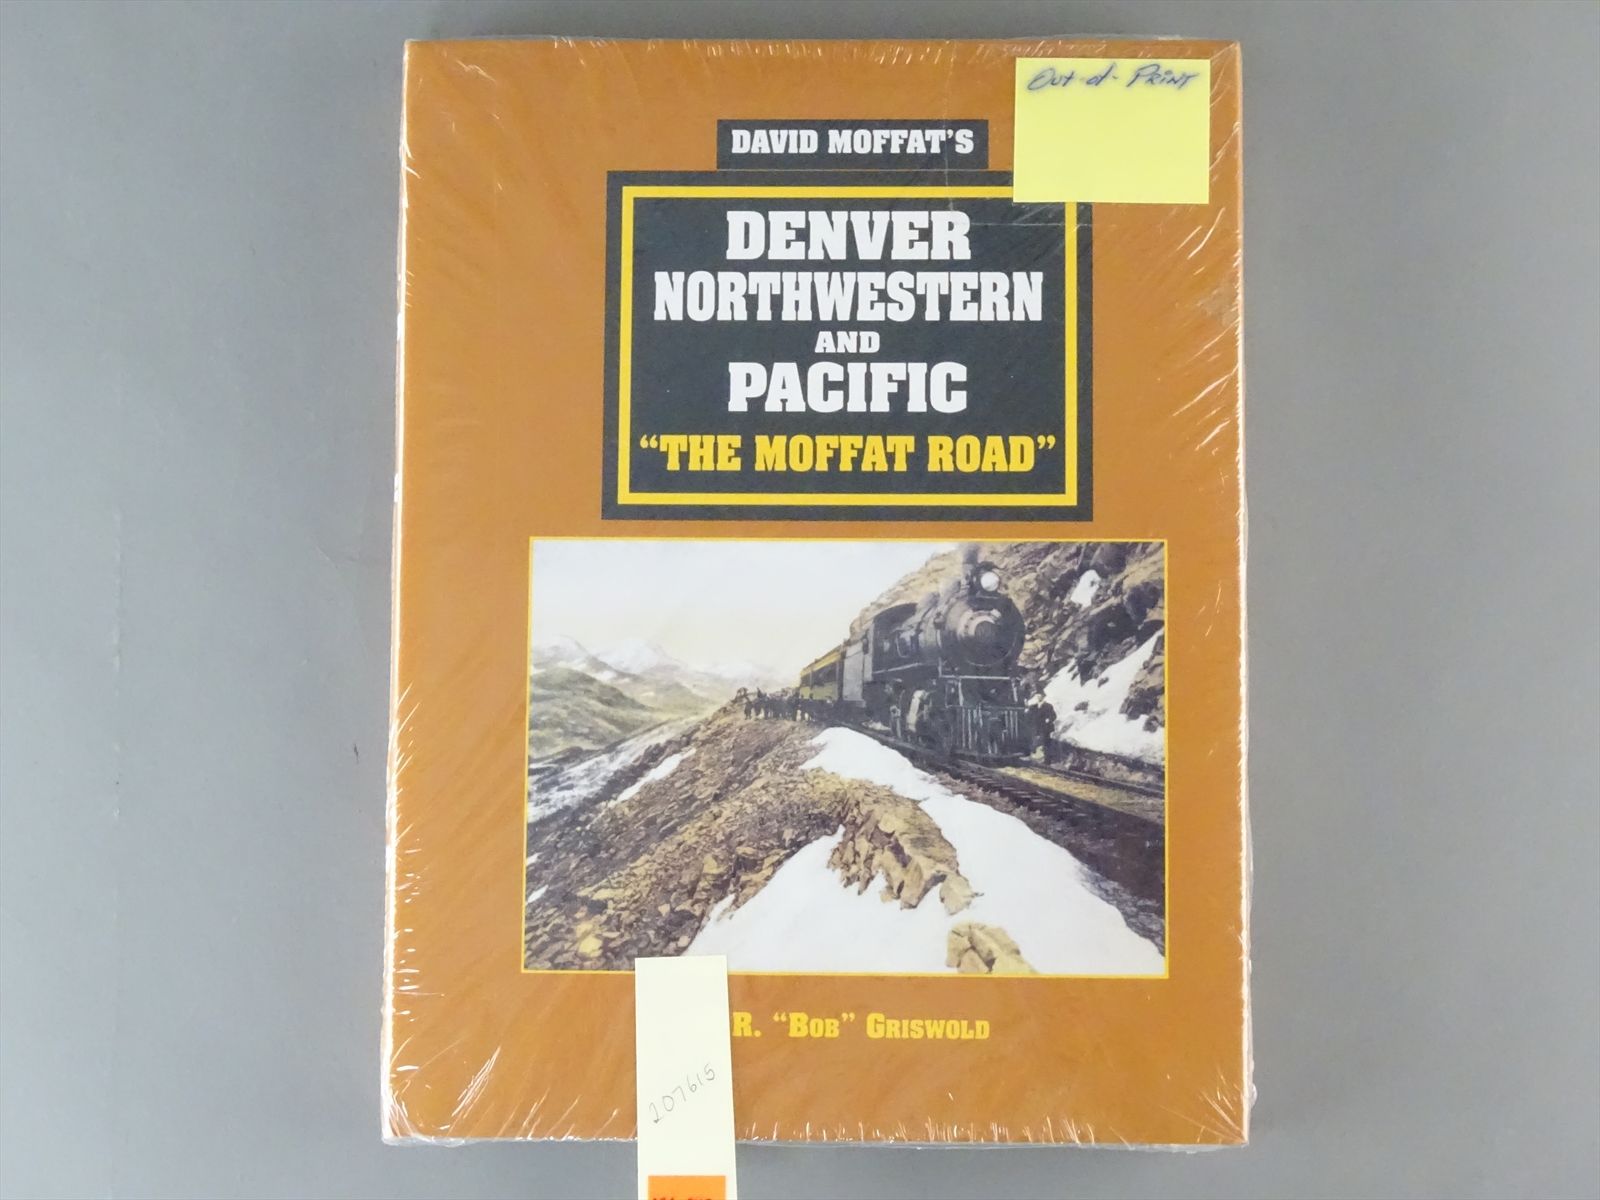 Out-of-Print
DAVID MOFFAT'S
DENVER
NORTHWESTERN
AND
PACIFIC
“THE MOFFAT ROAD”
R. “BOB” GRISWOLD
207615